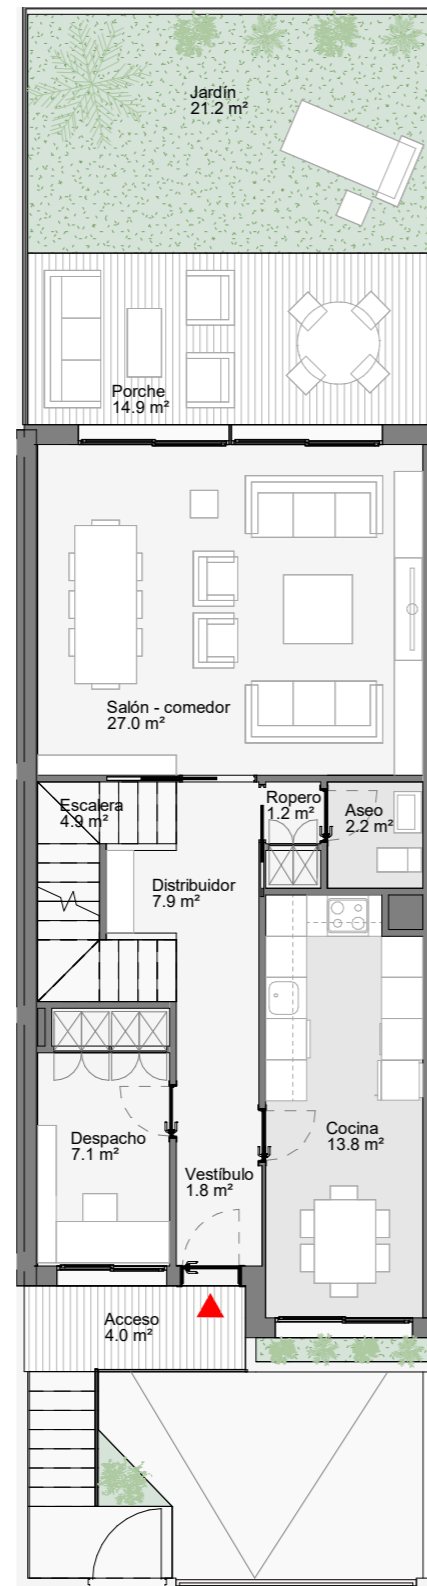 Jardín
21.2 m²
Porche
14.9 m²
Salón - comedor
27.0 m²
Escalera
4.9 m²
Ropero
1.2 m²
Aseo
2.2 m²
Distribuidor
7.9 m²
Despacho
7.1 m²
Cocina
13.8 m²
Vestíbulo
1.8 m²
Acceso
4.0 m²